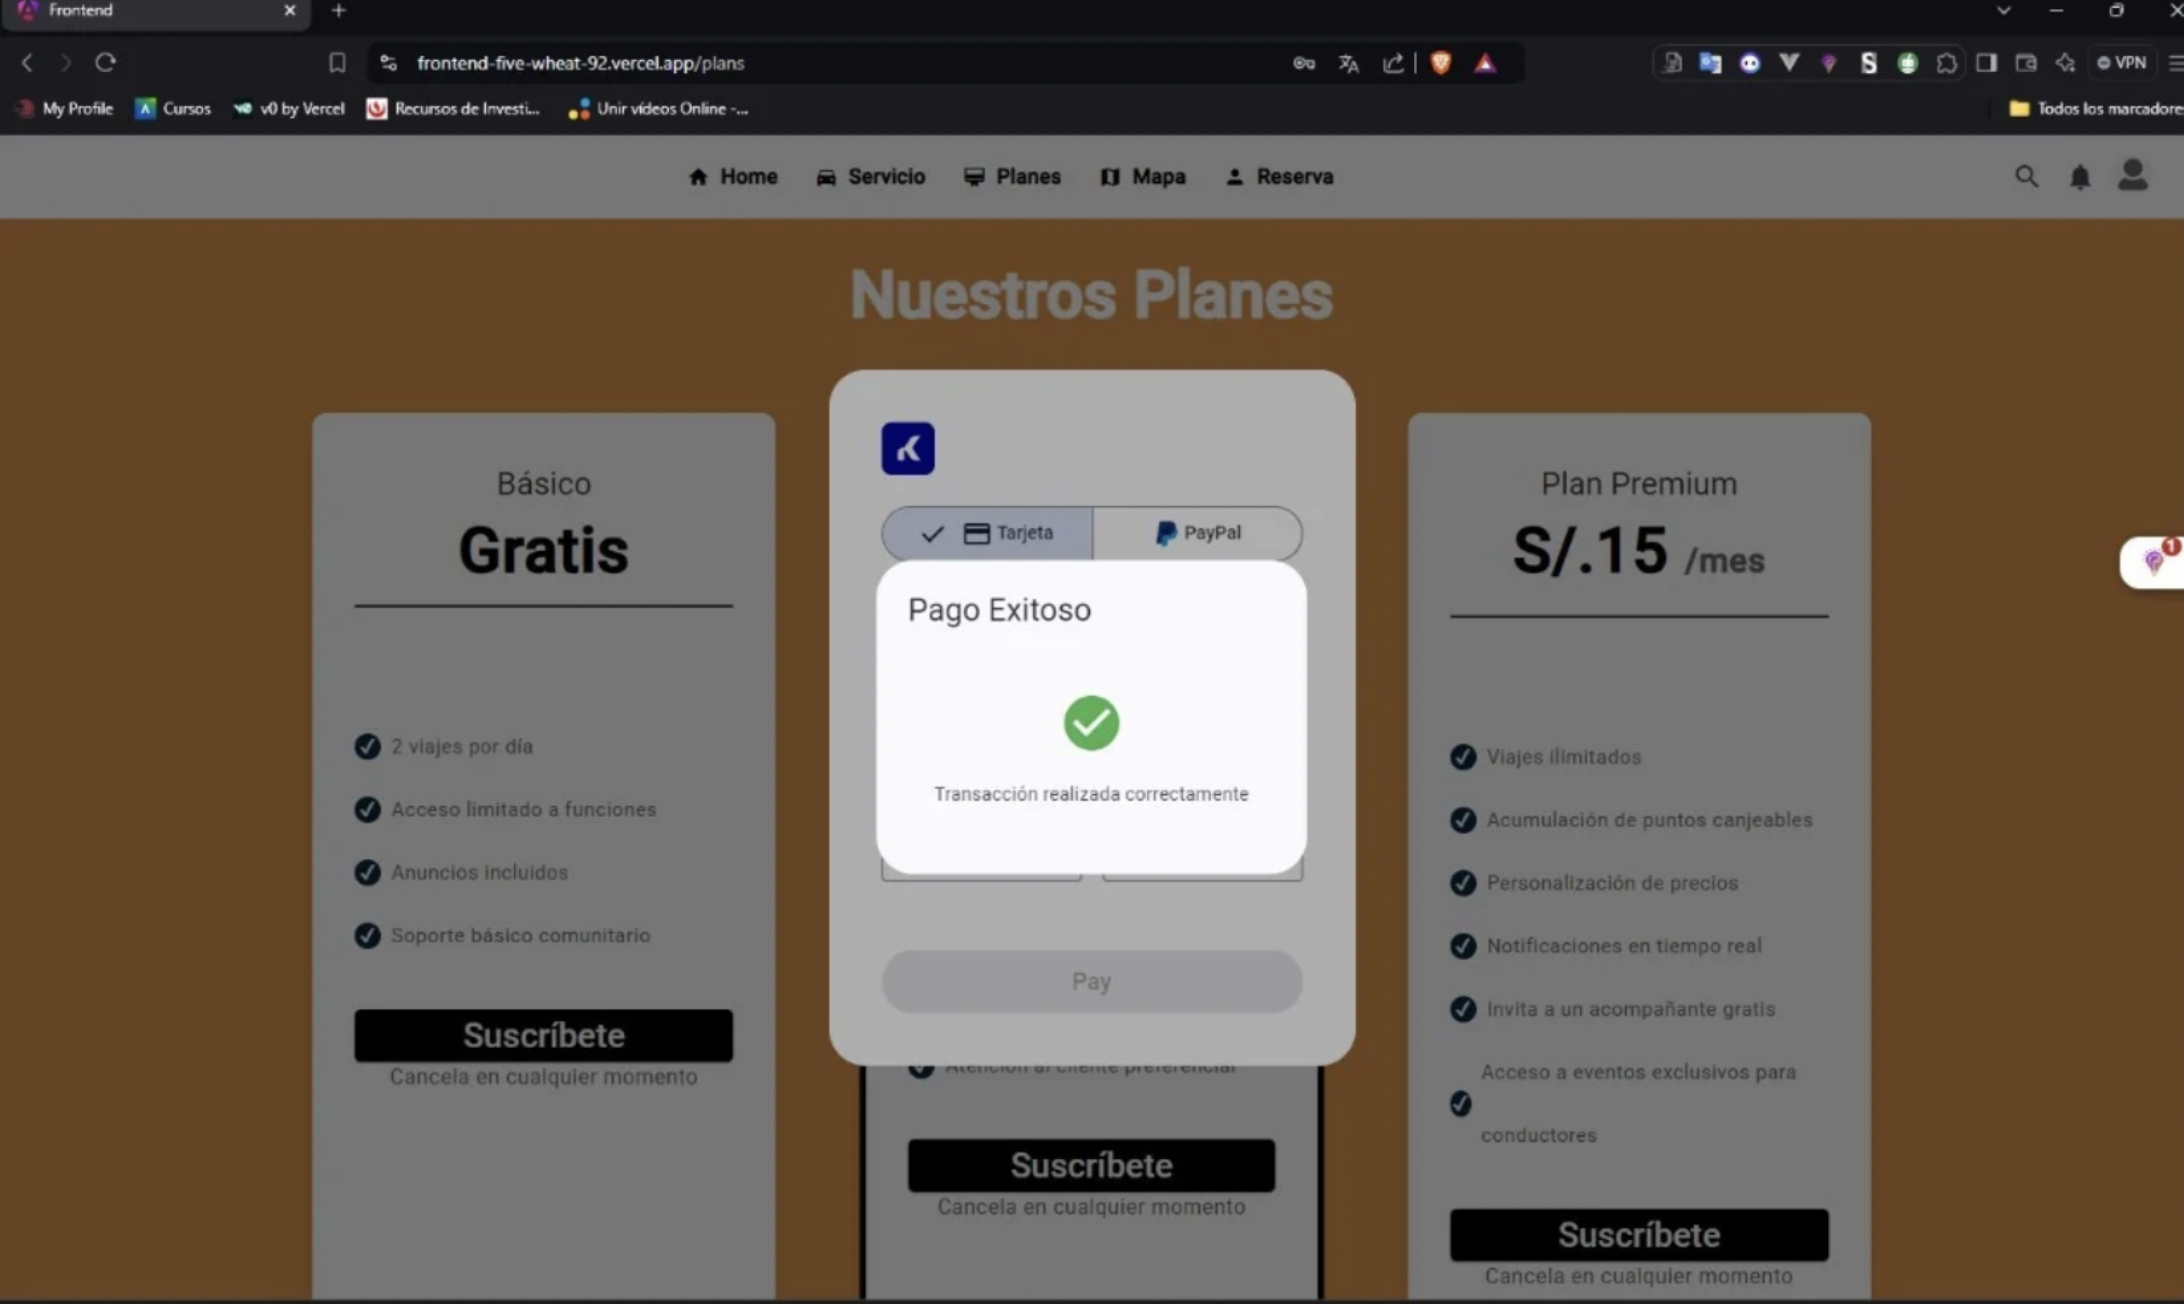 Frontend
frontend-five-wheat-92.vercel.app/plans
VPN
My Profile
Cursos
v0 by Vercel
Recursos de Investi...
Unir vídeos Online -...
Todos los marcadores
Home
Servicio
Planes
Mapa
Reserva
Nuestros Planes
Básico
Gratis
2 viajes por día
Acceso limitado a funciones
Anuncios incluidos
Soporte básico comunitario
Suscríbete
Cancela en cualquier momento
Tarjeta
PayPal
Pago Exitoso
Transacción realizada correctamente
Pay
Atención al cliente preferencial
Suscríbete
Cancela en cualquier momento
Plan Premium
S/.15 /mes
Viajes ilimitados
Acumulación de puntos canjeables
Personalización de precios
Notificaciones en tiempo real
Invita a un acompañante gratis
Acceso a eventos exclusivos para
conductores
Suscríbete
Cancela en cualquier momento
1